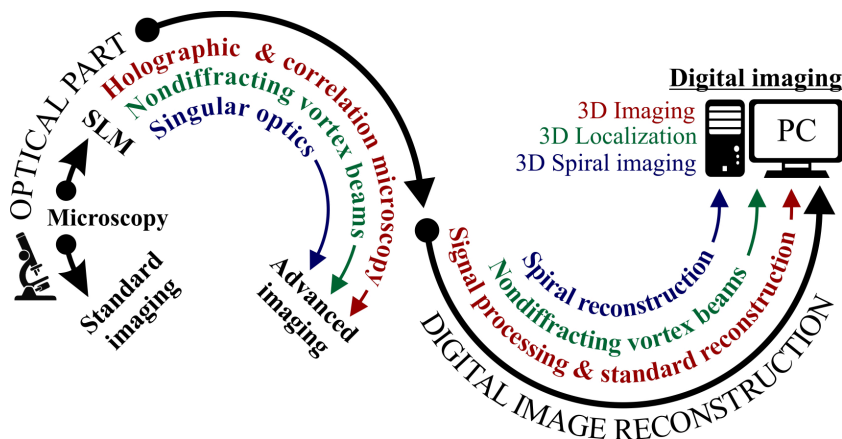 OPTICAL PART
Holographic & correlation microscopy
Nondiffracting vortex beams
Singular optics
SLM
Microscopy
Standard
imaging
Advanced
imaging
Digital imaging
3D Imaging
3D Localization
3D Spiral imaging
PC
Spiral reconstruction
Nondiffracting vortex beams
Signal processing & standard reconstruction
DIGITAL IMAGE RECONSTRUCTION